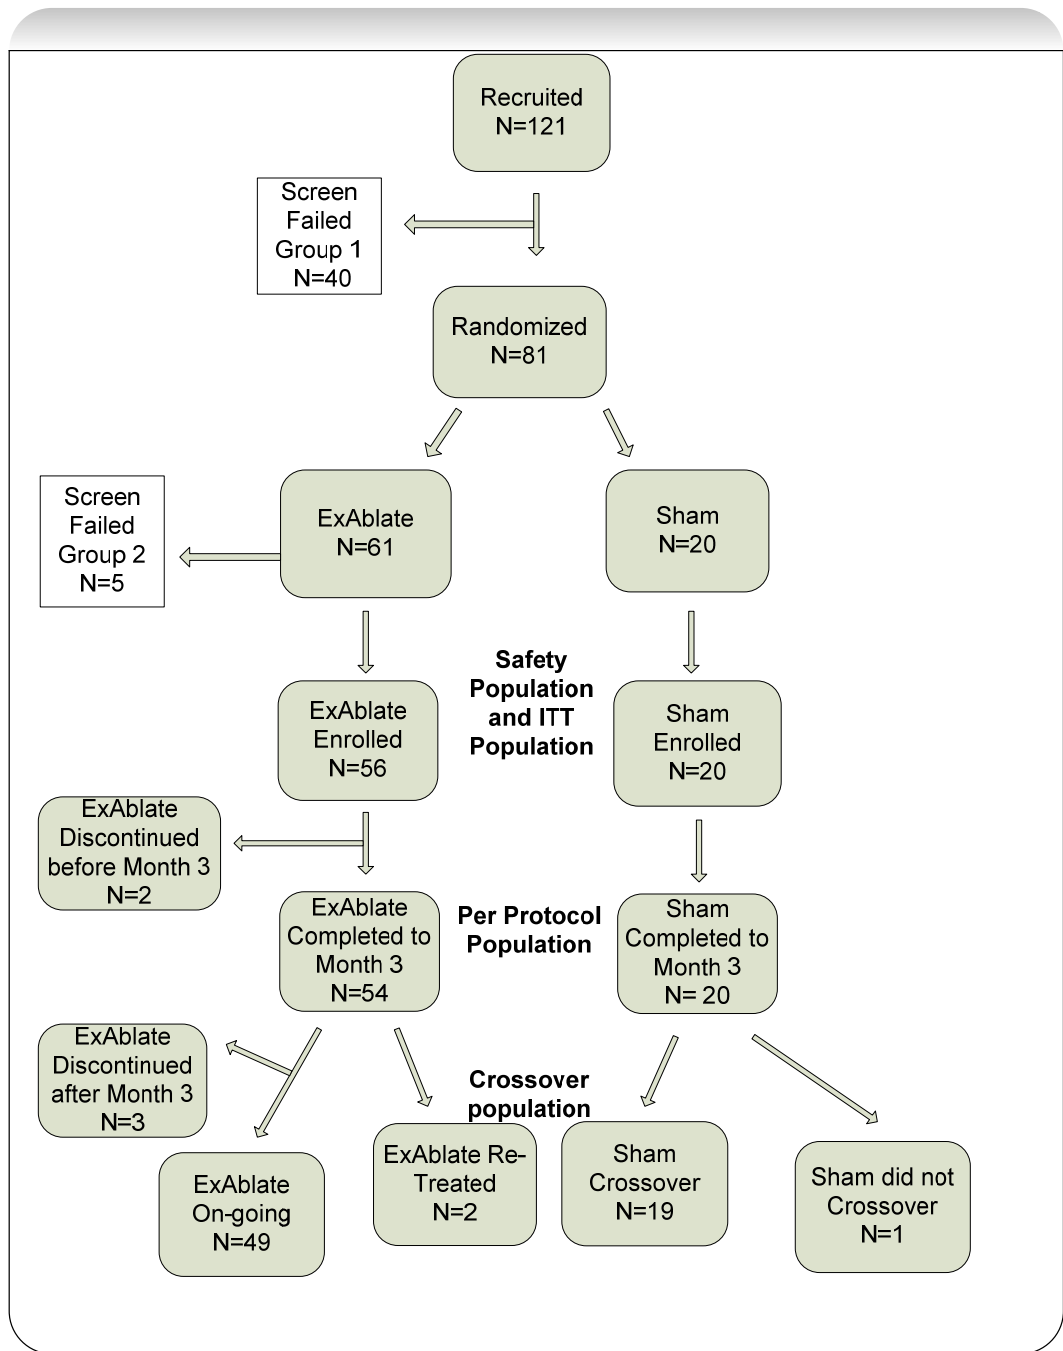 Recruited
N=121
Screen
Failed
Group 1
N=40
Randomized
N=81
Screen
Failed
Group 2
N=5
ExAblate
N=61
Sham
N=20
Safety
Population
and ITT
Population
ExAblate
Enrolled
N=56
Sham
Enrolled
N=20
ExAblate
Discontinued
before Month 3
N=2
ExAblate
Completed to
Month 3
N=54
Per Protocol
Population
Sham
Completed to
Month 3
N= 20
ExAblate
Discontinued
after Month 3
N=3
Crossover
population
ExAblate
On-going
N=49
ExAblate Re-
Treated
N=2
Sham
Crossover
N=19
Sham did not
Crossover
N=1